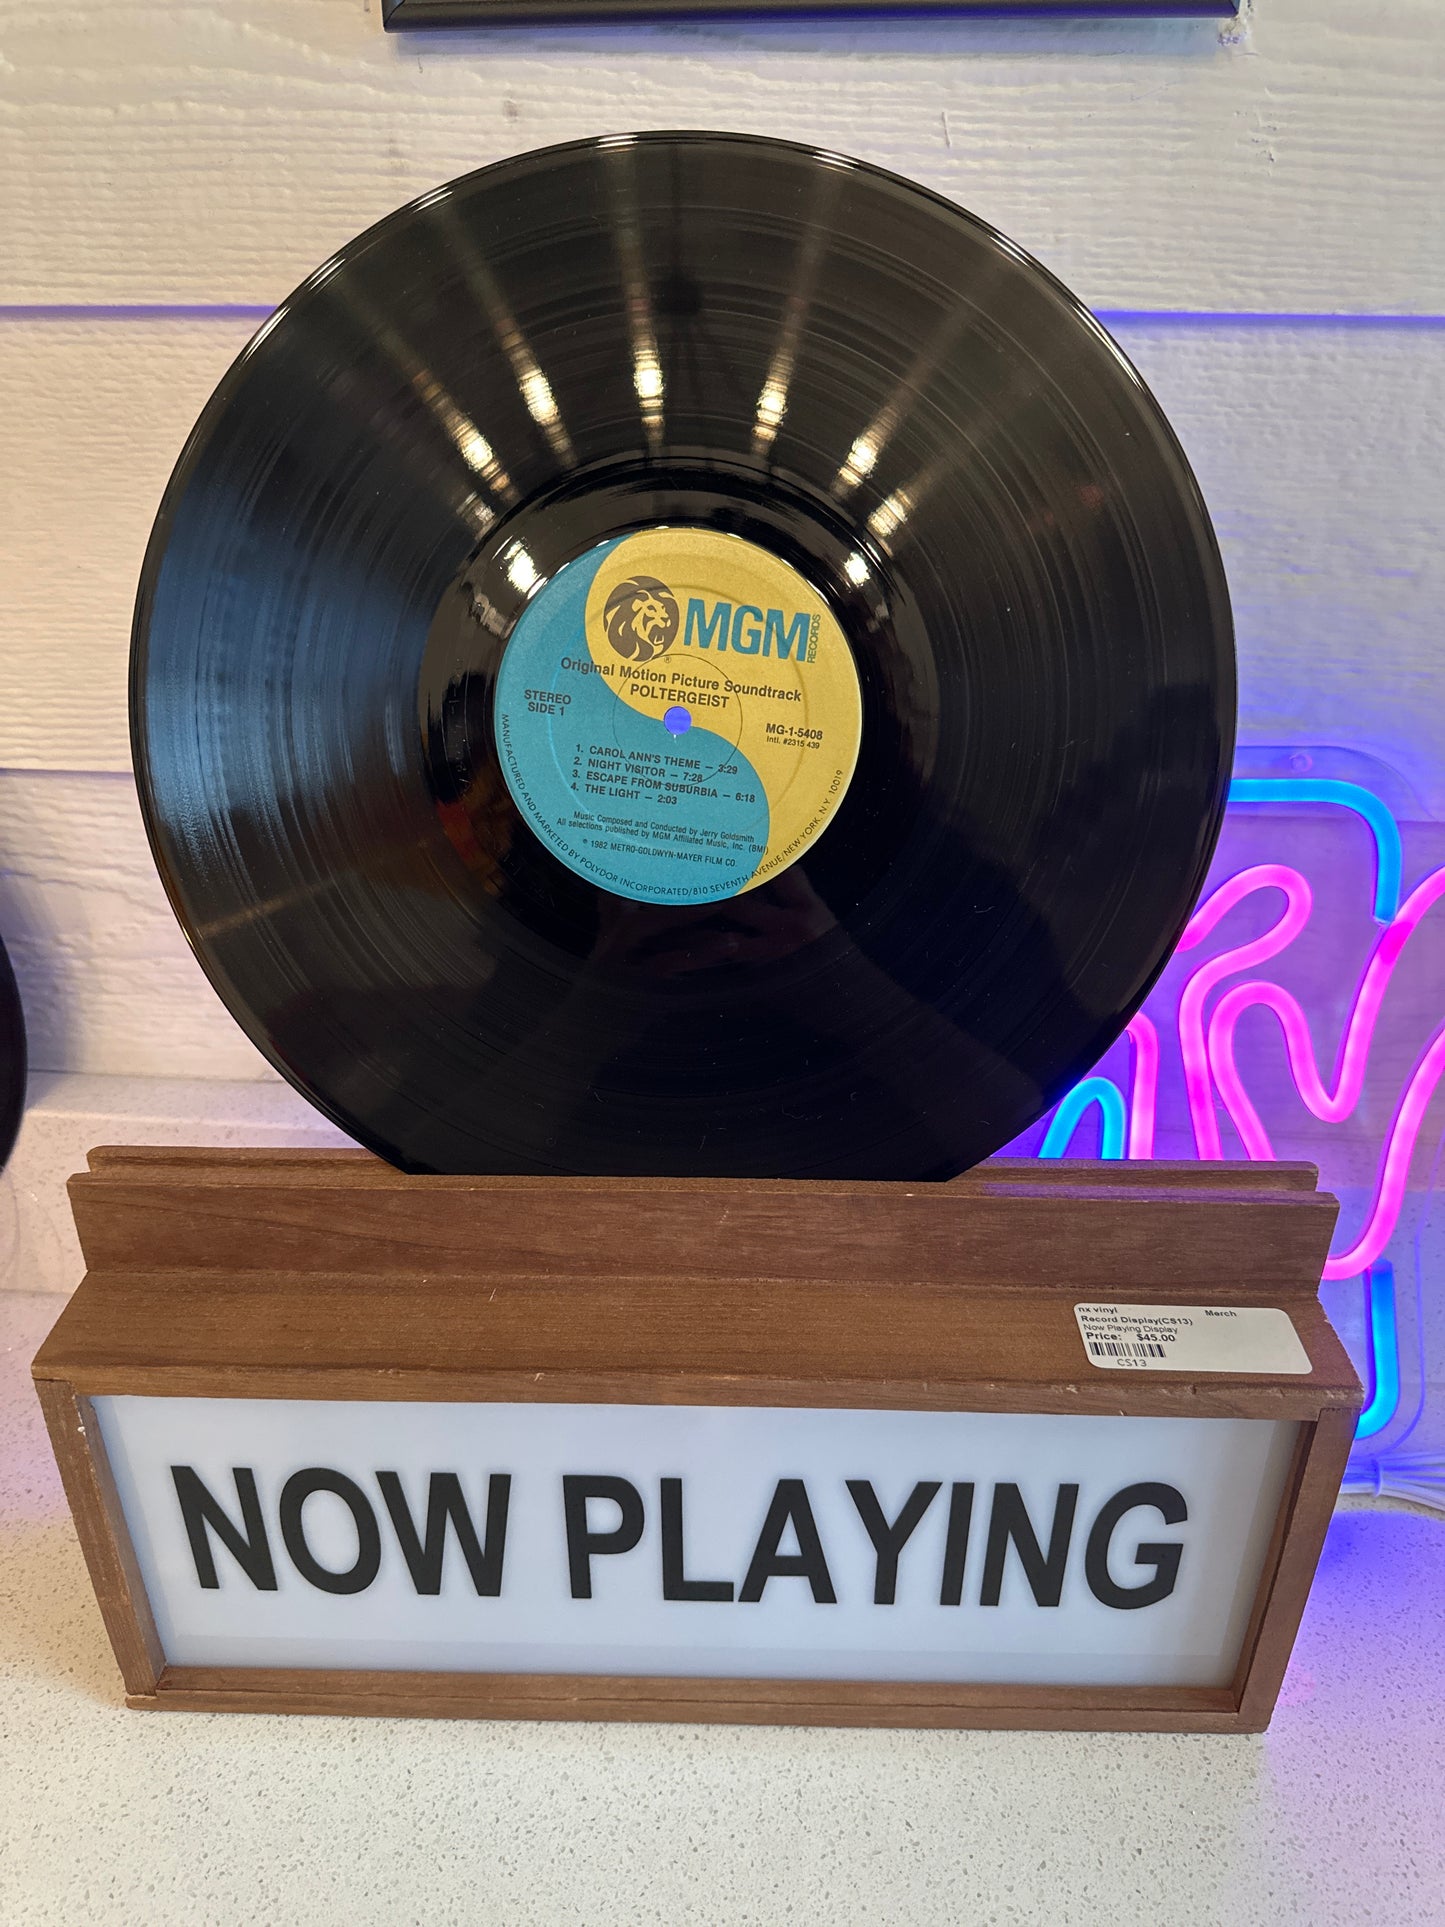 MGM
RECORDS
®
Original Motion Picture Soundtrack
POLTERGEIST
STEREO
SIDE 1
MG-1-5408
Intl. #2315 439
1. CAROL ANN'S THEME — 3:29
2. NIGHT VISITOR — 7:28
3. ESCAPE FROM SUBURBIA — 6:18
4. THE LIGHT — 2:03
Music Composed and Conducted by Jerry Goldsmith
All selections published by MGM Affiliated Music, Inc. (BMI)
℗ 1982 METRO-GOLDWYN-MAYER FILM CO.
MANUFACTURED AND MARKETED BY POLYDOR INCORPORATED/810 SEVENTH AVENUE/NEW YORK, N.Y. 10019
nx vinyl Merch
Record Display(CS13)
Now Playing Display
Price: $45.00
CS13
NOW PLAYING